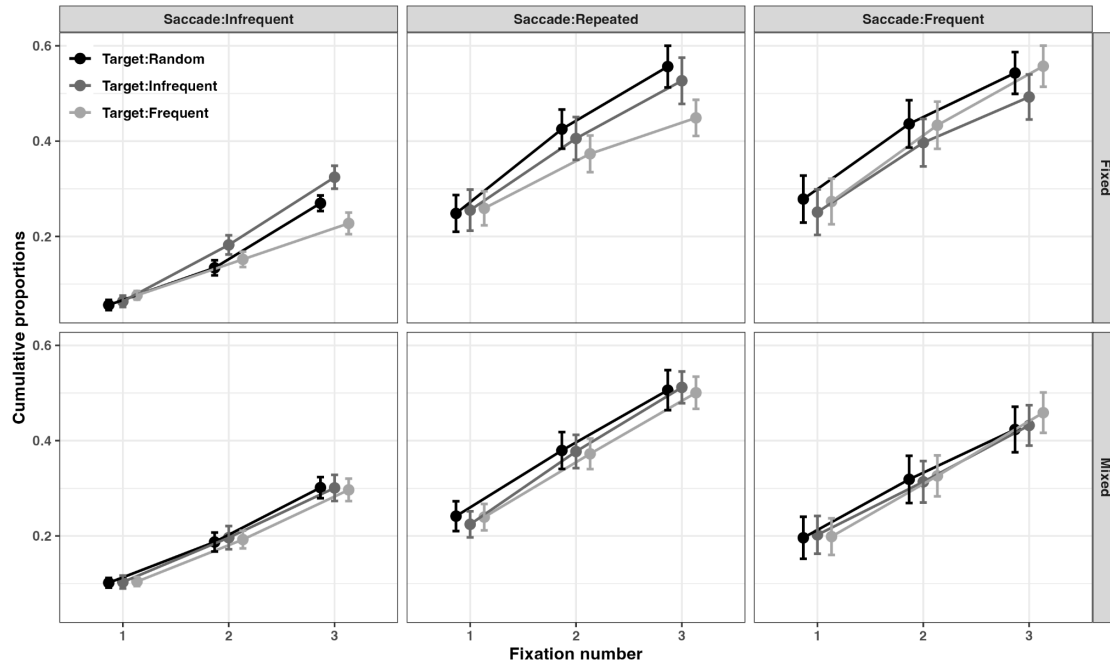 Saccade:Infrequent Saccade:Repeated Saccade:Frequent
Target:Random
Target:Infrequent
Target:Frequent
0.6
0.4
0.2
Fixed
0.6
0.4
0.2
Mixed
Cumulative proportions
1 2 3 1 2 3 1 2 3
Fixation number